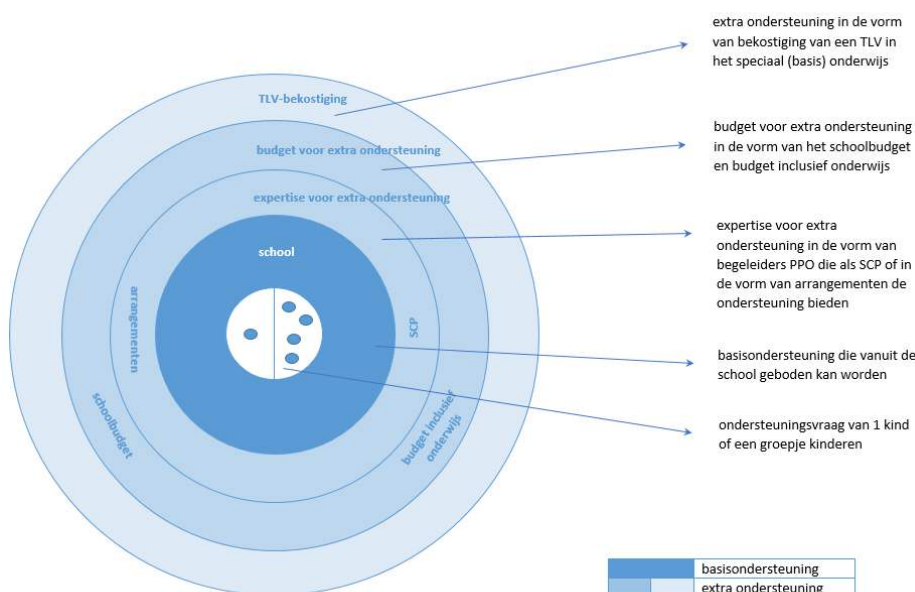 extra ondersteuning in de vorm
van bekostiging van een TLV in
het speciaal (basis) onderwijs
TLV-bekostiging
budget voor extra ondersteuning
budget voor extra ondersteuning
in de vorm van het schoolbudget
en budget inclusief onderwijs
expertise voor extra ondersteuning
expertise voor extra
ondersteuning in de vorm van
begeleiders PPO die als SCP of in
de vorm van arrangementen de
ondersteuning bieden
school
arrangementen
SCP
basisondersteuning die vanuit de
school geboden kan worden
schoolbudget
budget inclusief
onderwijs
ondersteuningsvraag van 1 kind
of een groepje kinderen
basisondersteuning
extra ondersteuning